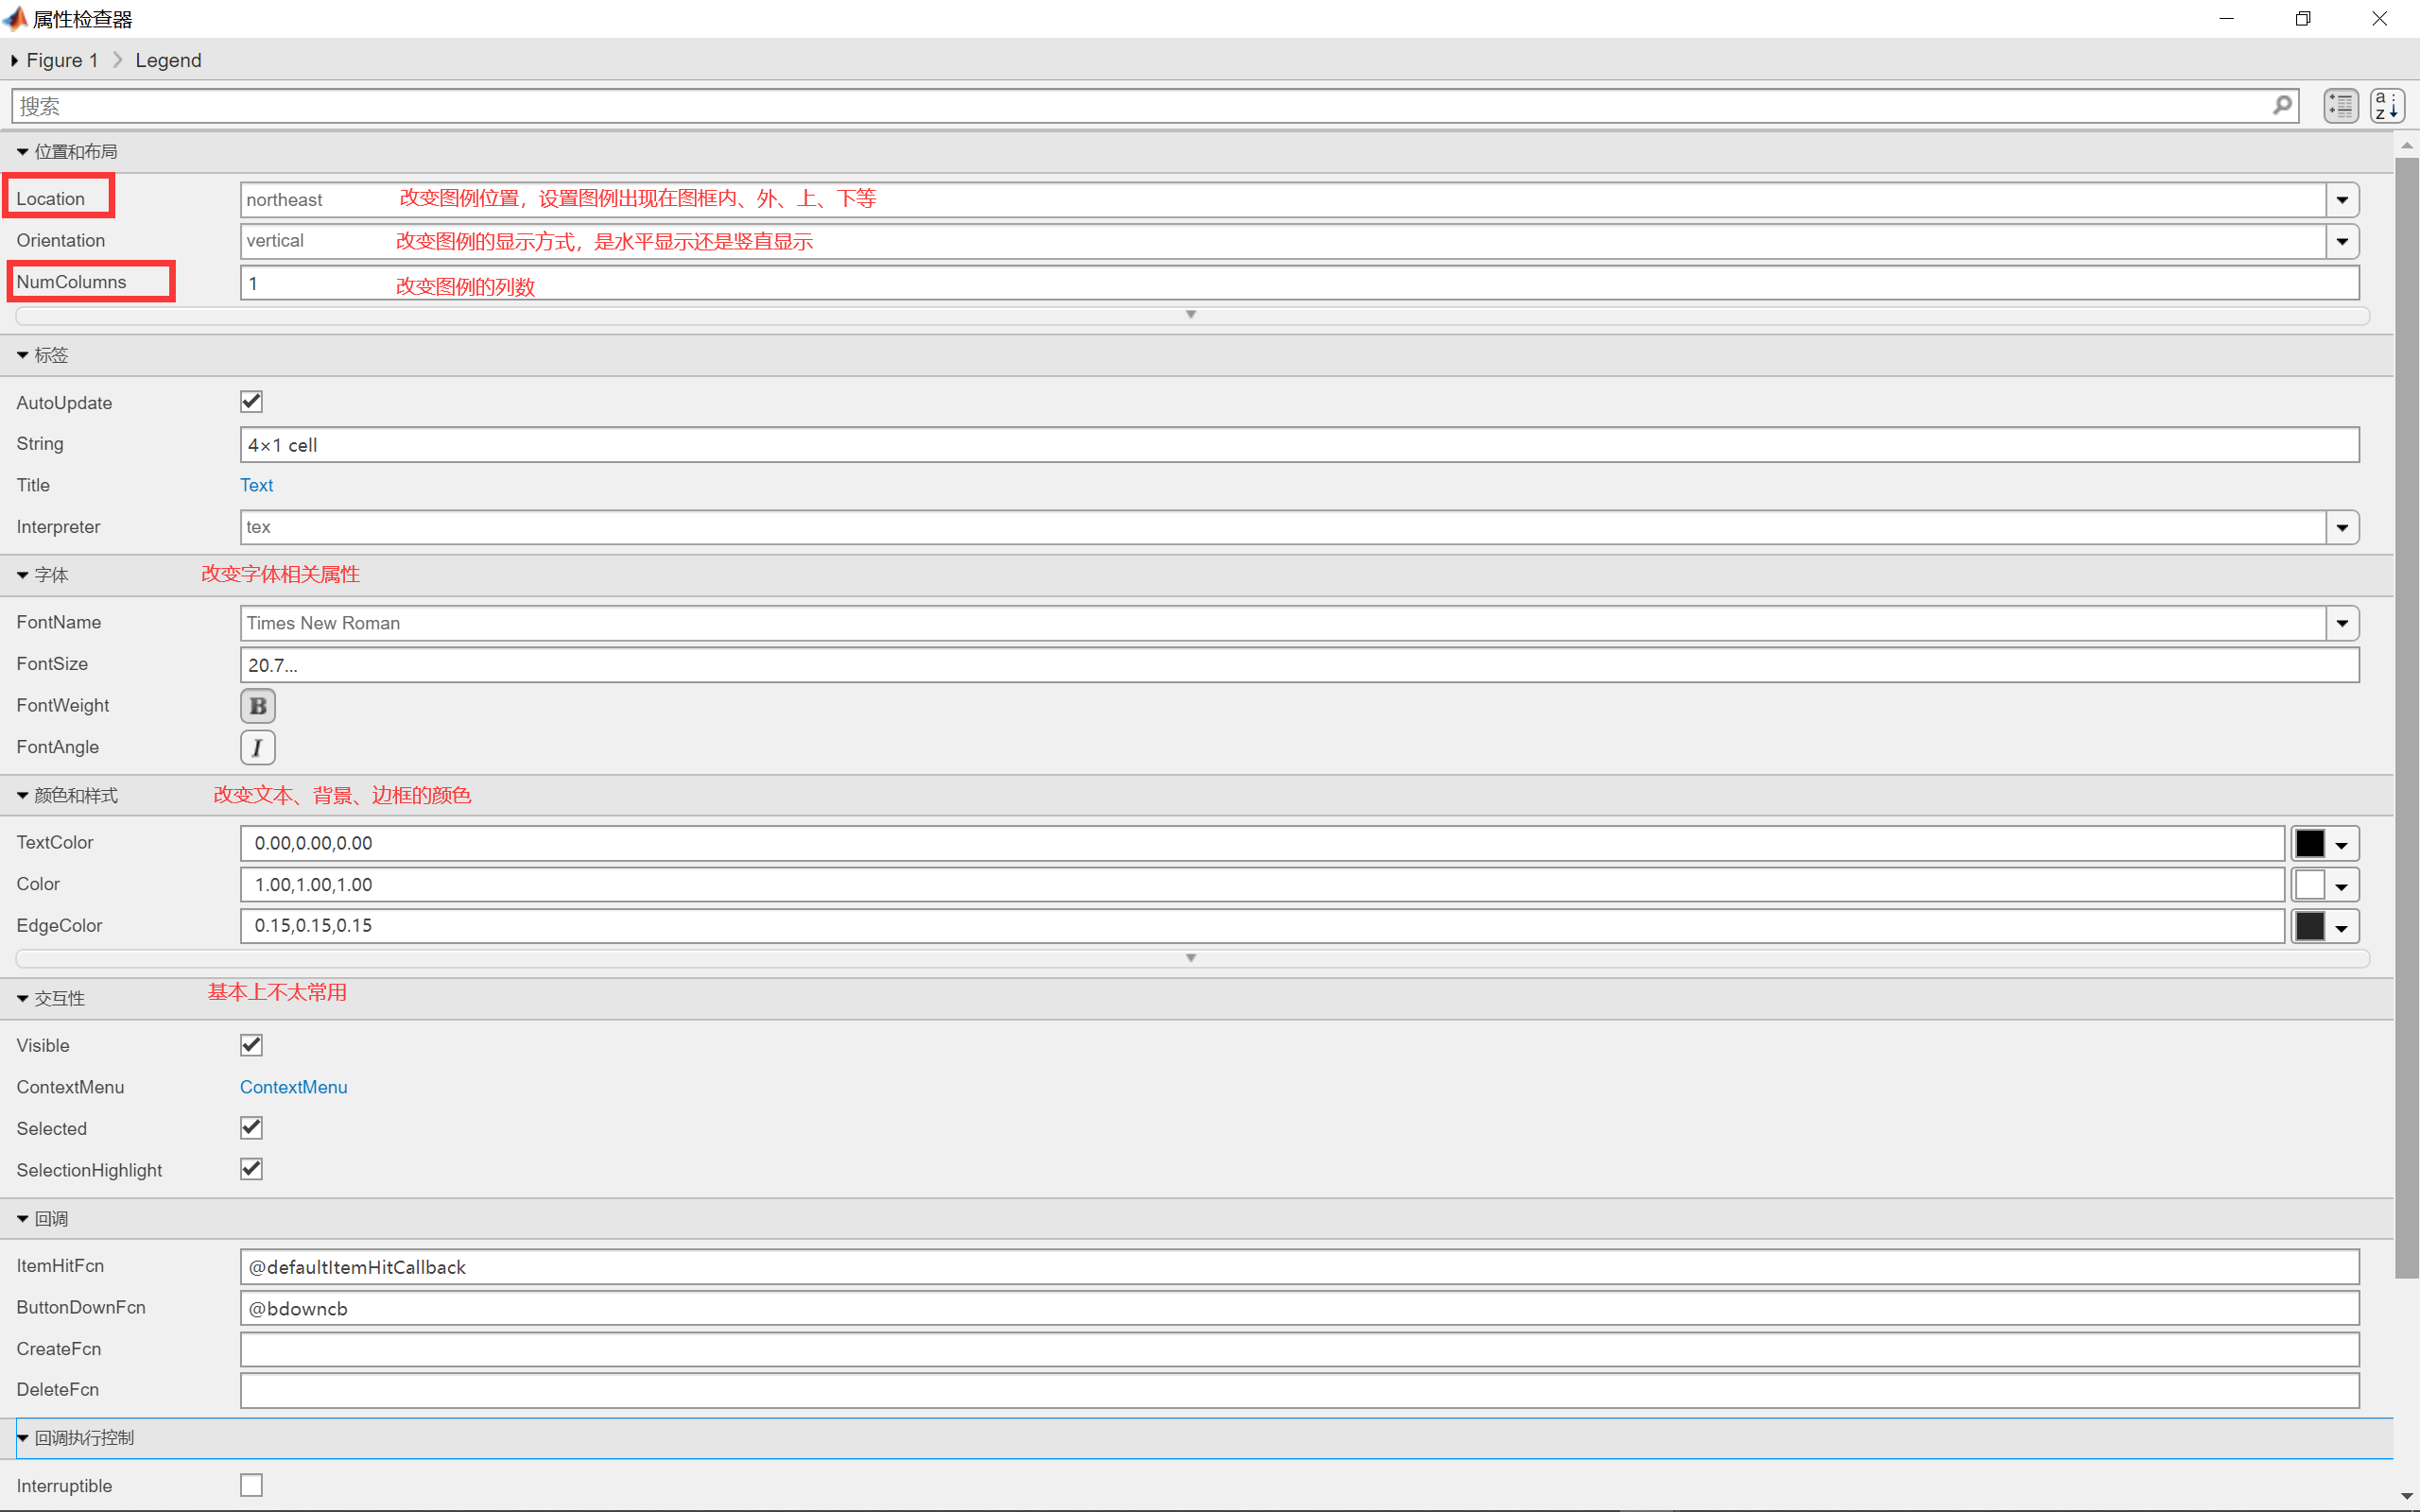 属性检查器
Figure 1 Legend
搜索
位置和布局
Location northeast 改变图例位置，设置图例出现在图框内、外、上、下等
Orientation vertical 改变图例的显示方式，是水平显示还是竖直显示
NumColumns 1 改变图例的列数
标签
AutoUpdate
String 4×1 cell
Title Text
Interpreter tex
字体 改变字体相关属性
FontName Times New Roman
FontSize 20.7...
FontWeight B
FontAngle I
颜色和样式 改变文本、背景、边框的颜色
TextColor 0.00,0.00,0.00
Color 1.00,1.00,1.00
EdgeColor 0.15,0.15,0.15
交互性 基本上不太常用
Visible
ContextMenu ContextMenu
Selected
SelectionHighlight
回调
ItemHitFcn @defaultItemHitCallback
ButtonDownFcn @bdowncb
CreateFcn
DeleteFcn
回调执行控制
Interruptible